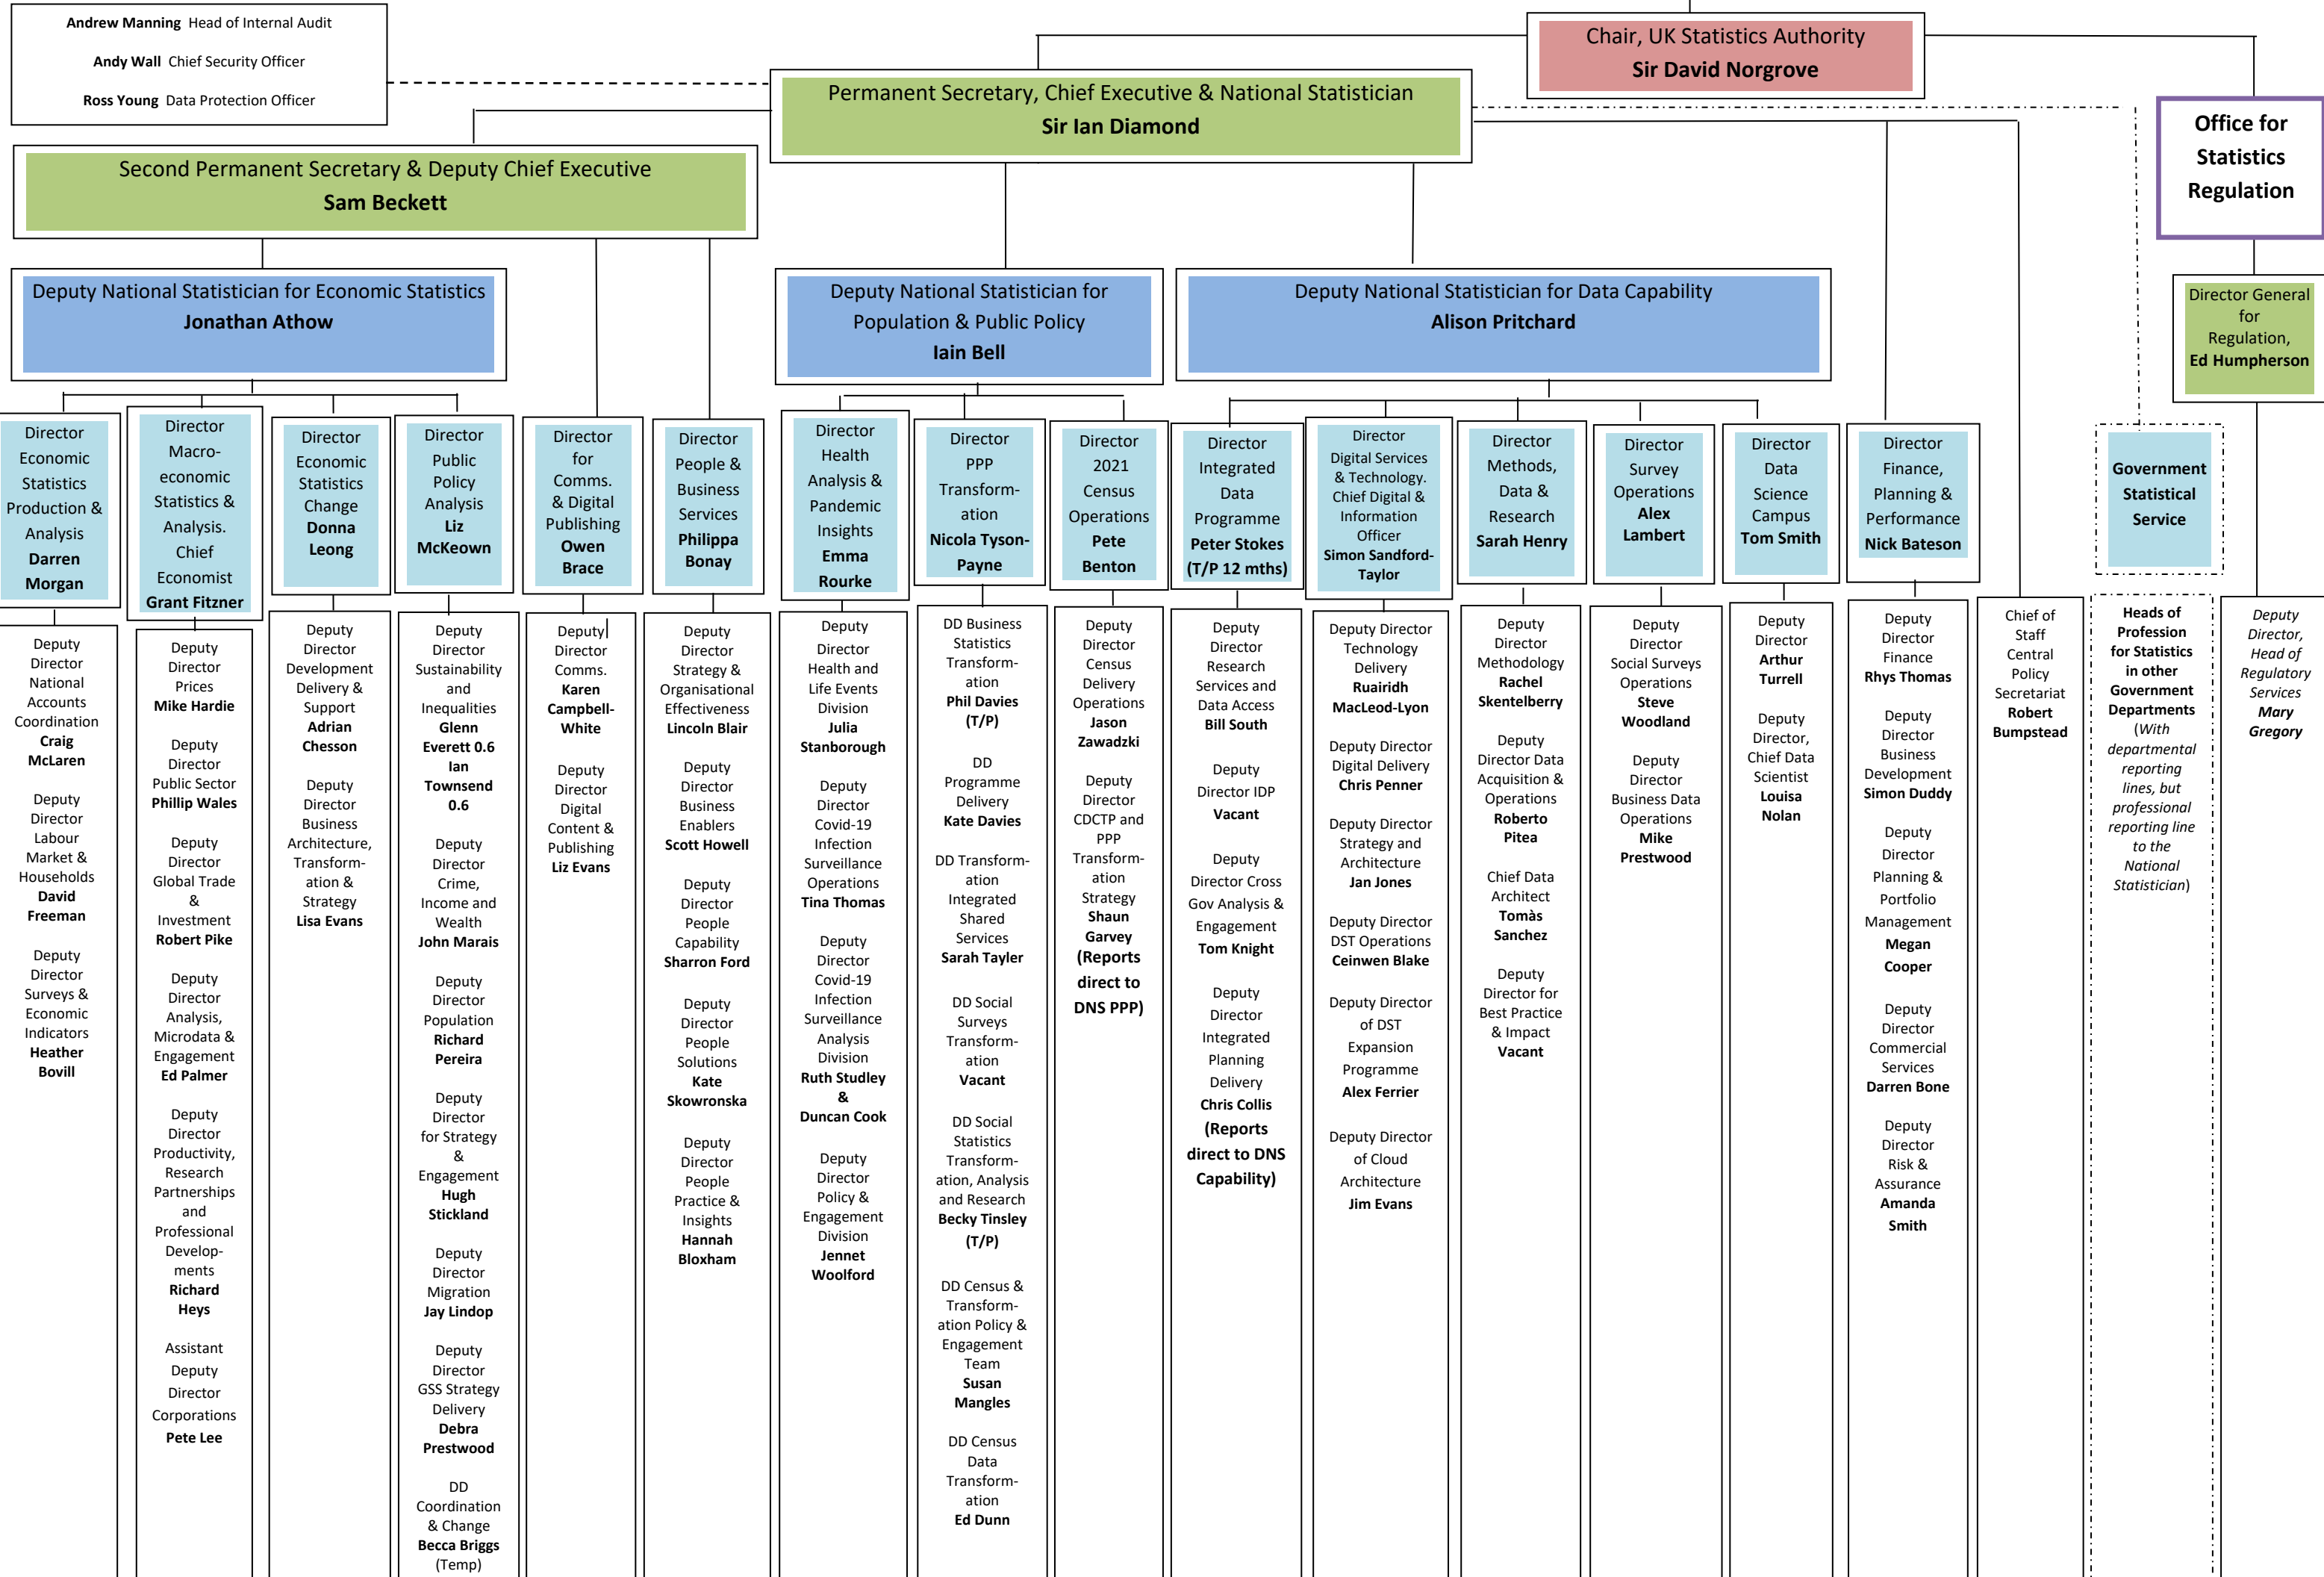 Andrew Manning Head of Internal Audit
Andy Wall Chief Security Officer
Ross Young Data Protection Officer
Chair, UK Statistics Authority
Sir David Norgrove
Permanent Secretary, Chief Executive & National Statistician
Sir Ian Diamond
Office for
Statistics
Regulation
Second Permanent Secretary & Deputy Chief Executive
Sam Beckett
Deputy National Statistician for Economic Statistics
Jonathan Athow
Deputy National Statistician for
Population & Public Policy
Iain Bell
Deputy National Statistician for Data Capability
Alison Pritchard
Director General
for
Regulation,
Ed Humpherson
Director
Economic
Statistics
Production &
Analysis
Darren
Morgan
Director
Macro-
economic
Statistics &
Analysis.
Chief
Economist
Grant Fitzner
Director
Economic
Statistics
Change
Donna
Leong
Director
Public
Policy
Analysis
Liz
McKeown
Director
for
Comms.
& Digital
Publishing
Owen
Brace
Director
People &
Business
Services
Philippa
Bonay
Director
Health
Analysis &
Pandemic
Insights
Emma
Rourke
Director
PPP
Transform-
ation
Nicola Tyson-
Payne
Director
2021
Census
Operations
Pete
Benton
Director
Integrated
Data
Programme
Peter Stokes
(T/P 12 mths)
Director
Digital Services
& Technology.
Chief Digital &
Information
Officer
Simon Sandford-
Taylor
Director
Methods,
Data &
Research
Sarah Henry
Director
Survey
Operations
Alex
Lambert
Director
Data
Science
Campus
Tom Smith
Director
Finance,
Planning &
Performance
Nick Bateson
Government
Statistical
Service
Deputy
Director
National
Accounts
Coordination
Craig
McLaren
Deputy
Director
Labour
Market &
Households
David
Freeman
Deputy
Director
Surveys &
Economic
Indicators
Heather
Bovill
Deputy
Director
Prices
Mike Hardie
Deputy
Director
Public Sector
Phillip Wales
Deputy
Director
Global Trade
&
Investment
Robert Pike
Deputy
Director
Analysis,
Microdata &
Engagement
Ed Palmer
Deputy
Director
Productivity,
Research
Partnerships
and
Professional
Develop-
ments
Richard
Heys
Assistant
Deputy
Director
Corporations
Pete Lee
Deputy
Director
Development
Delivery &
Support
Adrian
Chesson
Deputy
Director
Business
Architecture,
Transform-
ation &
Strategy
Lisa Evans
Deputy
Director
Sustainability
and
Inequalities
Glenn
Everett 0.6
Ian
Townsend
0.6
Deputy
Director
Crime,
Income and
Wealth
John Marais
Deputy
Director
Population
Richard
Pereira
Deputy
Director
for Strategy
&
Engagement
Hugh
Stickland
Deputy
Director
Migration
Jay Lindop
Deputy
Director
GSS Strategy
Delivery
Debra
Prestwood
DD
Coordination
& Change
Becca Briggs
(Temp)
Deputy
Director
Comms.
Karen
Campbell-
White
Deputy
Director
Digital
Content &
Publishing
Liz Evans
Deputy
Director
Strategy &
Organisational
Effectiveness
Lincoln Blair
Deputy
Director
Business
Enablers
Scott Howell
Deputy
Director
People
Capability
Sharron Ford
Deputy
Director
People
Solutions
Kate
Skowronska
Deputy
Director
People
Practice &
Insights
Hannah
Bloxham
Deputy
Director
Health and
Life Events
Division
Julia
Stanborough
Deputy
Director
Covid-19
Infection
Surveillance
Operations
Tina Thomas
Deputy
Director
Covid-19
Infection
Surveillance
Analysis
Division
Ruth Studley
&
Duncan Cook
Deputy
Director
Policy &
Engagement
Division
Jennet
Woolford
DD Business
Statistics
Transform-
ation
Phil Davies
(T/P)
DD
Programme
Delivery
Kate Davies
DD Transform-
ation
Integrated
Shared
Services
Sarah Tayler
DD Social
Surveys
Transform-
ation
Vacant
DD Social
Statistics
Transform-
ation, Analysis
and Research
Becky Tinsley
(T/P)
DD Census &
Transform-
ation Policy &
Engagement
Team
Susan
Mangles
DD Census
Data
Transform-
ation
Ed Dunn
Deputy
Director
Census
Delivery
Operations
Jason
Zawadzki
Deputy
Director
CDCTP and
PPP
Transform-
ation
Strategy
Shaun
Garvey
(Reports
direct to
DNS PPP)
Deputy
Director
Research
Services and
Data Access
Bill South
Deputy
Director IDP
Vacant
Deputy
Director Cross
Gov Analysis &
Engagement
Tom Knight
Deputy
Director
Integrated
Planning
Delivery
Chris Collis
(Reports
direct to DNS
Capability)
Deputy Director
Technology
Delivery
Ruairidh
MacLeod-Lyon
Deputy Director
Digital Delivery
Chris Penner
Deputy Director
Strategy and
Architecture
Jan Jones
Deputy Director
DST Operations
Ceinwen Blake
Deputy Director
of DST
Expansion
Programme
Alex Ferrier
Deputy Director
of Cloud
Architecture
Jim Evans
Deputy
Director
Methodology
Rachel
Skentelberry
Deputy
Director Data
Acquisition &
Operations
Roberto
Pitea
Chief Data
Architect
Tomàs
Sanchez
Deputy
Director for
Best Practice
& Impact
Vacant
Deputy
Director
Social Surveys
Operations
Steve
Woodland
Deputy
Director
Business Data
Operations
Mike
Prestwood
Deputy
Director
Arthur
Turrell
Deputy
Director,
Chief Data
Scientist
Louisa
Nolan
Deputy
Director
Finance
Rhys Thomas
Deputy
Director
Business
Development
Simon Duddy
Deputy
Director
Planning &
Portfolio
Management
Megan
Cooper
Deputy
Director
Commercial
Services
Darren Bone
Deputy
Director
Risk &
Assurance
Amanda
Smith
Chief of
Staff
Central
Policy
Secretariat
Robert
Bumpstead
Heads of
Profession
for Statistics
in other
Government
Departments
(With
departmental
reporting
lines, but
professional
reporting line
to the
National
Statistician)
Deputy
Director,
Head of
Regulatory
Services
Mary
Gregory